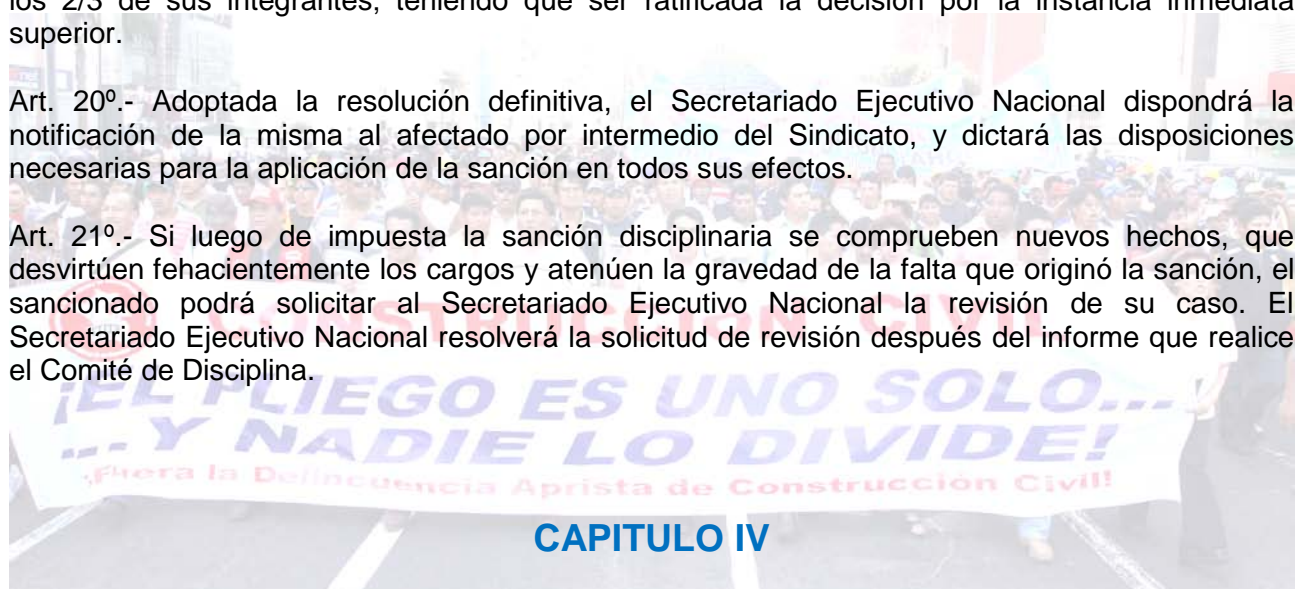 los 2/3 de sus integrantes, teniendo que ser ratificada la decisión por la instancia inmediata
superior.
Art. 20º.- Adoptada la resolución definitiva, el Secretariado Ejecutivo Nacional dispondrá la
notificación de la misma al afectado por intermedio del Sindicato, y dictará las disposiciones
necesarias para la aplicación de la sanción en todos sus efectos.
Art. 21º.- Si luego de impuesta la sanción disciplinaria se comprueben nuevos hechos, que
desvirtúen fehacientemente los cargos y atenúen la gravedad de la falta que originó la sanción, el
sancionado podrá solicitar al Secretariado Ejecutivo Nacional la revisión de su caso. El
CONSTRUCCIÓN CIVIL
Secretariado Ejecutivo Nacional resolverá la solicitud de revisión después del informe que realice
el Comité de Disciplina.
¡EL PLIEGO ES UNO SOLO...
...Y NADIE LO DIVIDE!
¡Fuera la Delincuencia Aprista de Construcción Civil!
CAPITULO IV